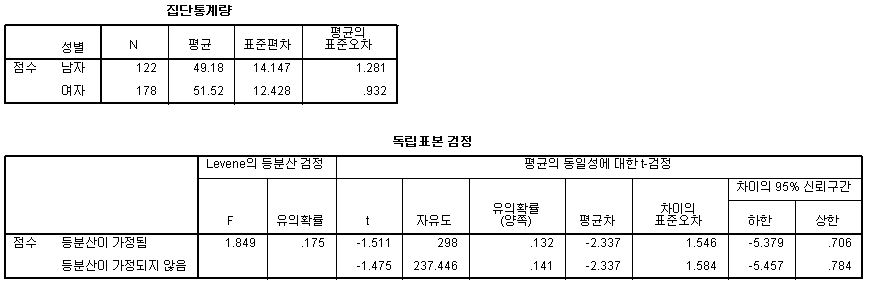 집단통계량
성별 N 평균 표준편차 평균의 표준오차
점수 남자 122 49.18 14.147 1.281
여자 178 51.52 12.428 .932
독립표본 검정
Levene의 등분산 검정 평균의 동일성에 대한 t-검정
차이의 95% 신뢰구간
F 유의확률 t 자유도 유의확률 (양쪽) 평균차 차이의 표준오차 하한 상한
점수 등분산이 가정됨 1.849 .175 -1.511 298 .132 -2.337 1.546 -5.379 .706
등분산이 가정되지 않음 -1.475 237.446 .141 -2.337 1.584 -5.457 .784